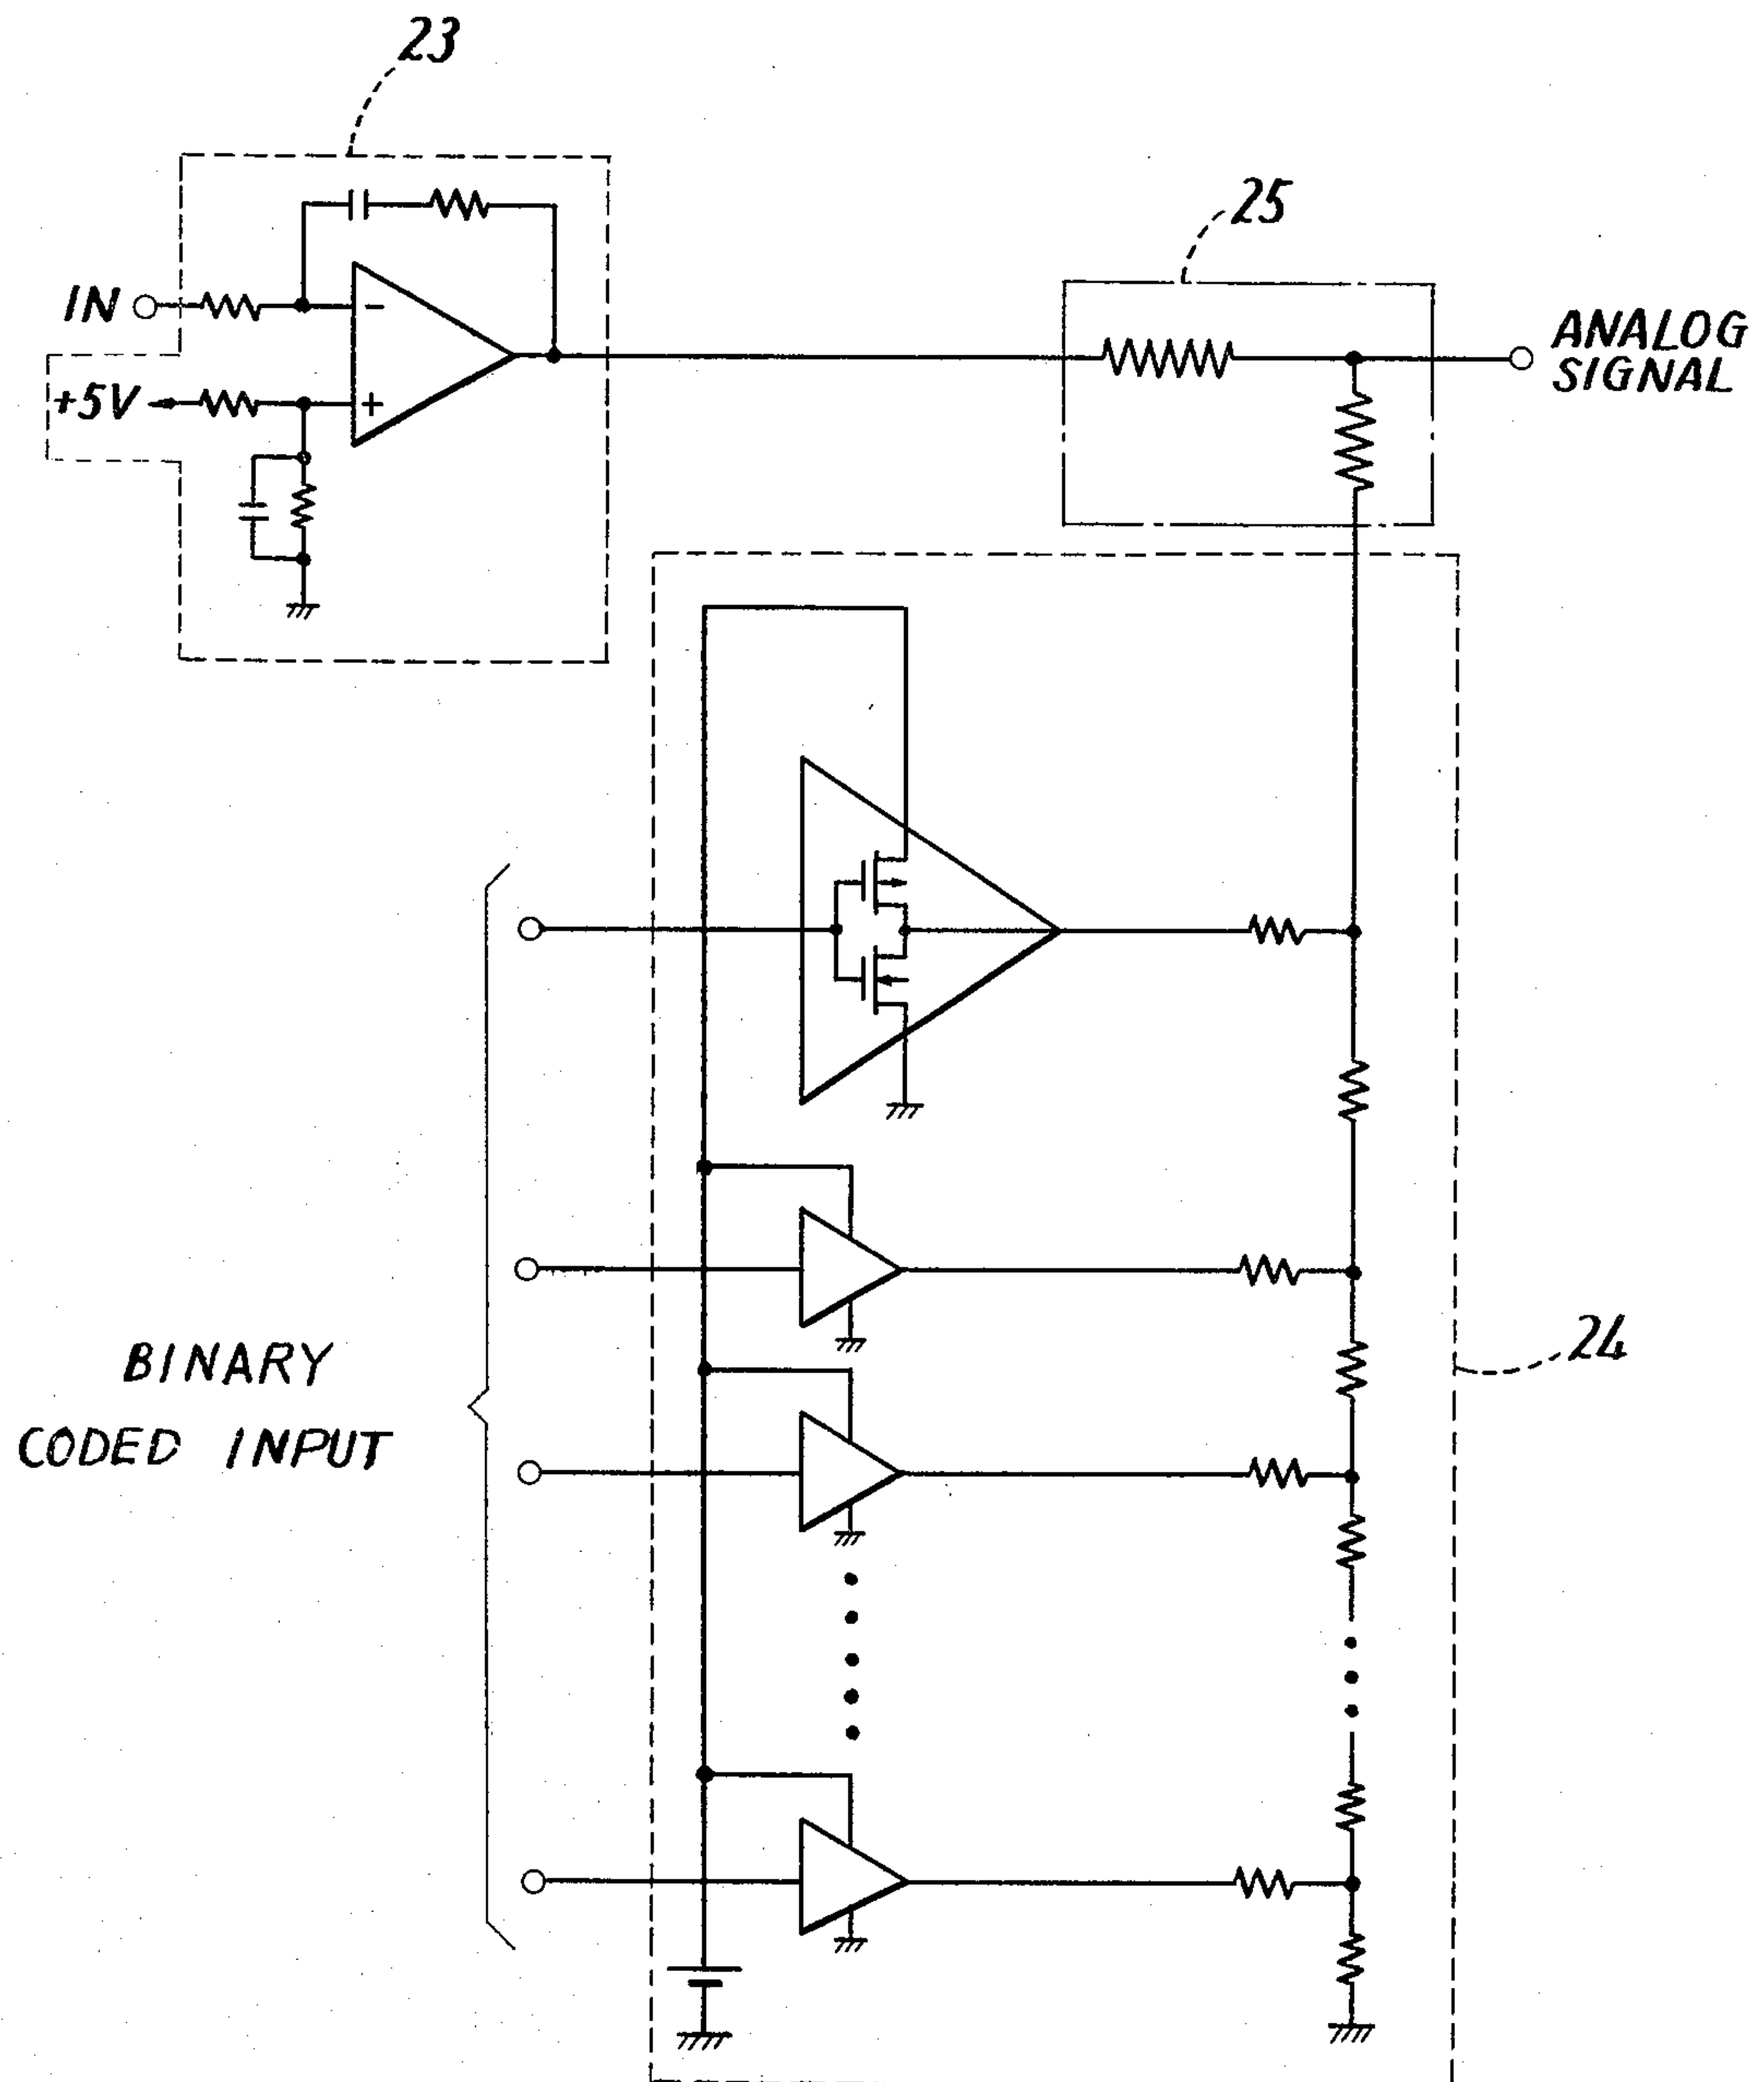 23
25
IN
-
ANALOG
SIGNAL
+5V
+
24
BINARY
CODED INPUT